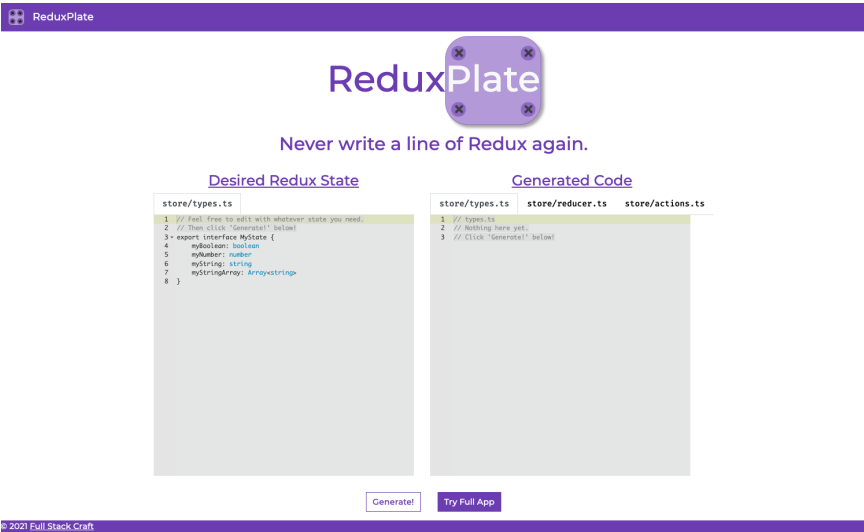 ReduxPlate
ReduxPlate
Never write a line of Redux again.
Desired Redux State
store/types.ts
1 // Feel free to edit with whatever state you need.
2 // Then click 'Generate!' below!
3 export interface MyState {
4 myBoolean: boolean
5 myNumber: number
6 myString: string
7 myStringArray: Array<string>
8 }
Generated Code
store/types.ts store/reducer.ts store/actions.ts
1 // types.ts
2 // Nothing here yet.
3 // Click 'Generate!' below!
Generate! Try Full App
© 2021 Full Stack Craft